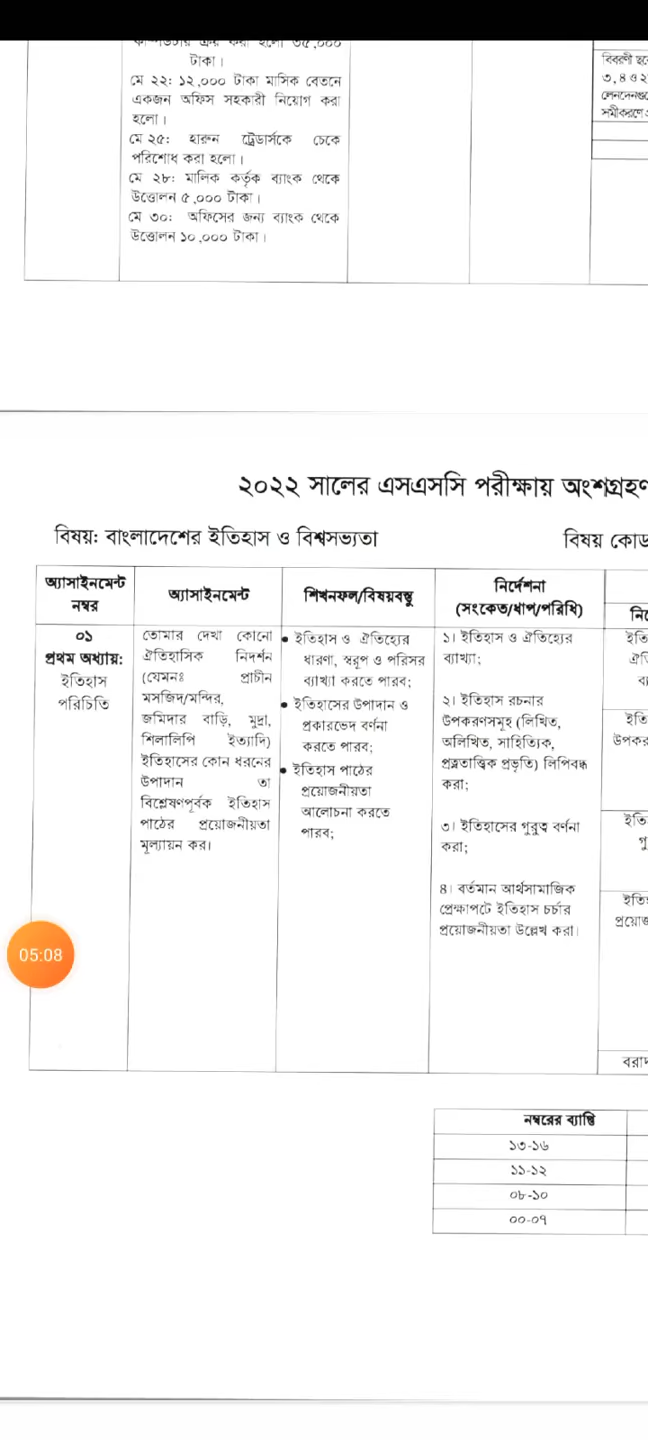 ৩৫,০০০
টাকা।
মে ২২: ১২,০০০ টাকা মাসিক বেতনে
একজন অফিস সহকারী নিয়োগ করা
হলো।
মে ২৫: হারুন ট্রেডার্সকে চেকে
পরিশোধ করা হলো।
মে ২৮: মালিক কর্তৃক ব্যাংক থেকে
উত্তোলন ৫,০০০ টাকা।
মে ৩০: অফিসের জন্য ব্যাংক থেকে
উত্তোলন ১০,০০০ টাকা।
বিবরণী
৩, ৪ ও
২০২২ সালের এসএসসি পরীক্ষায়
বিষয়: বাংলাদেশের ইতিহাস ও বিশ্বসভ্যতা
বিষয় কোড
অ্যাসাইনমেন্ট
নম্বর
অ্যাসাইনমেন্ট
শিখনফল/বিষয়বস্তু
নির্দেশনা
(সংকেত/ধাপ/পরিধি)
০১
প্রথম অধ্যায়:
ইতিহাস
পরিচিতি
তোমার দেখা কোনো
ঐতিহাসিক নিদর্শন
(যেমনঃ প্রাচীন
মসজিদ/মন্দির,
জমিদার বাড়ি, মুদ্রা,
শিলালিপি ইত্যাদি)
ইতিহাসের কোন ধরনের
উপাদান তা
বিশ্লেষণপূর্বক ইতিহাস
পাঠের প্রয়োজনীয়তা
মূল্যায়ন কর।
• ইতিহাস ও ঐতিহ্যের
ধারণা, স্বরূপ ও পরিসর
ব্যাখ্যা করতে পারব;
• ইতিহাসের উপাদান ও
প্রকারভেদ বর্ণনা
করতে পারব;
• ইতিহাস পাঠের
প্রয়োজনীয়তা
আলোচনা করতে
পারব;
১। ইতিহাস ও ঐতিহ্যের
ব্যাখ্যা;
২। ইতিহাস রচনার
উপকরণসমূহ (লিখিত,
অলিখিত, সাহিত্যিক,
প্রত্নতাত্ত্বিক প্রভৃতি) লিপিবদ্ধ
করা;
৩। ইতিহাসের গুরুত্ব বর্ণনা
করা;
৪। বর্তমান আর্থসামাজিক
প্রেক্ষাপটে ইতিহাস চর্চার
প্রয়োজনীয়তা উল্লেখ করা।
05:08
নম্বরের ব্যাপ্তি
১৩-১৬
১১-১২
০৮-১০
০০-০৭